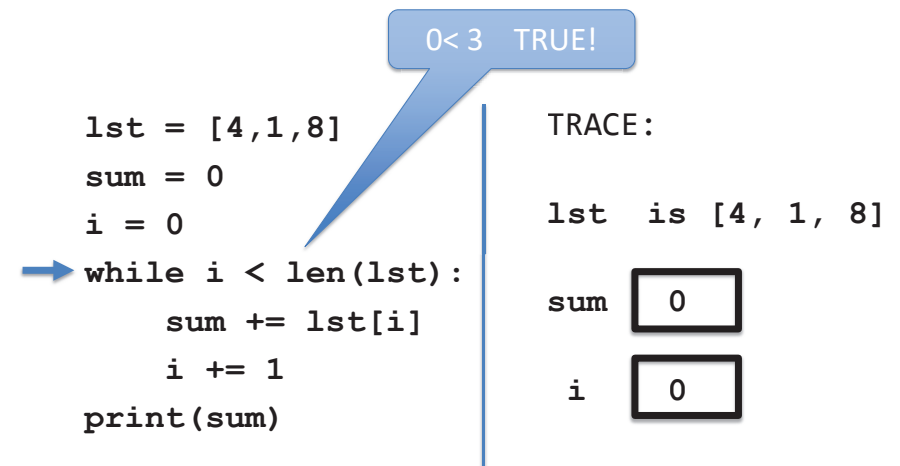 0< 3 TRUE!
lst = [4,1,8]
sum = 0
i = 0
while i < len(lst):
sum += lst[i]
i += 1
print(sum)
TRACE:
lst is [4, 1, 8]
sum 0
i 0